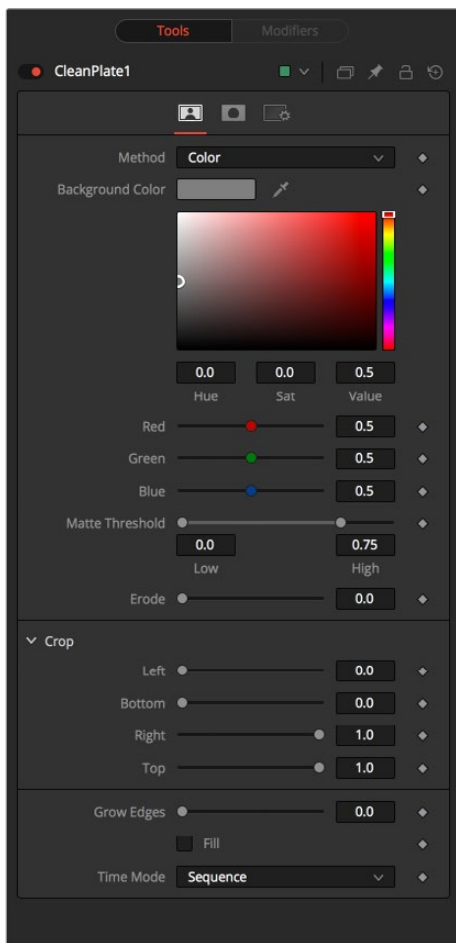 Tools Modifiers
CleanPlate1
Method Color
Background Color
0.0 0.0 0.5
Hue Sat Value
Red 0.5
Green 0.5
Blue 0.5
Matte Threshold
0.0 0.75
Low High
Erode 0.0
Crop
Left 0.0
Bottom 0.0
Right 1.0
Top 1.0
Grow Edges 0.0
Fill
Time Mode Sequence